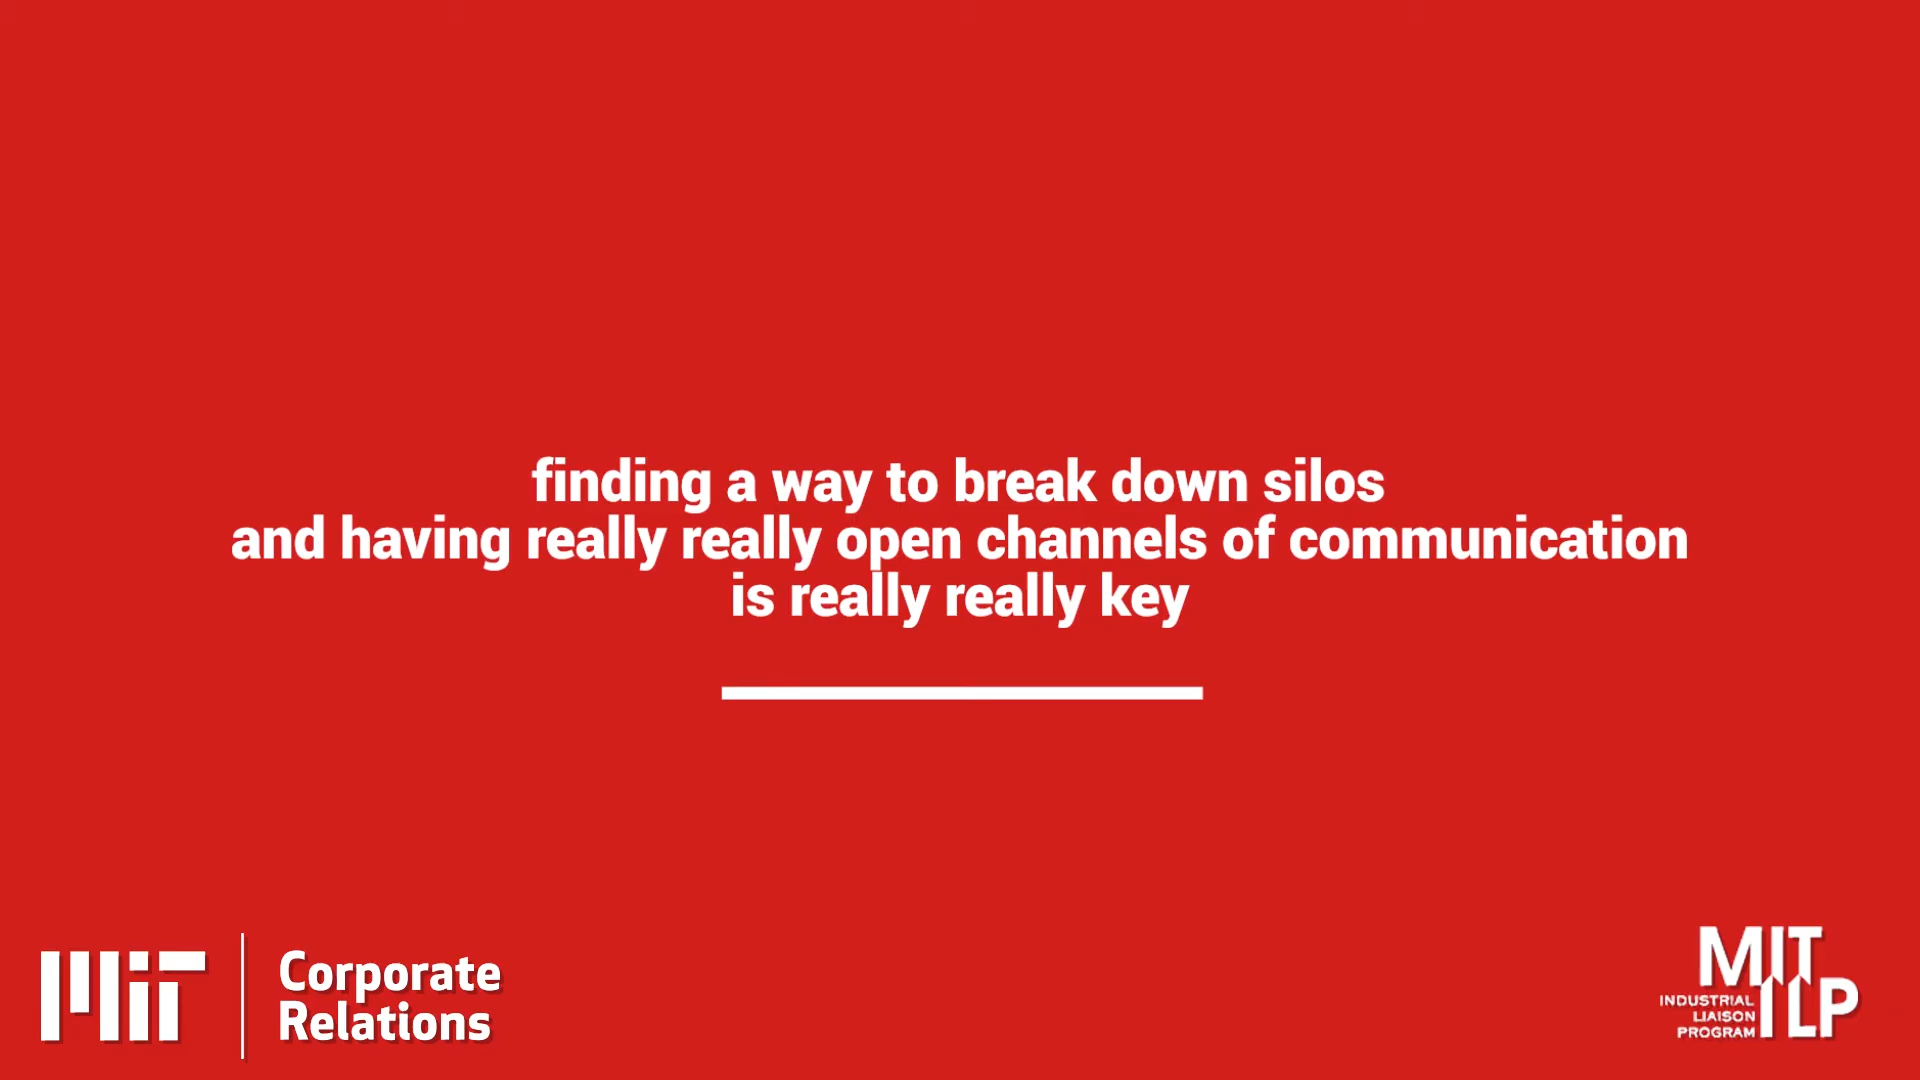 finding a way to break down silos
and having really really open channels of communication
is really really key
MIT
Corporate
Relations
MIT
ILP
INDUSTRIAL
LIAISON
PROGRAM